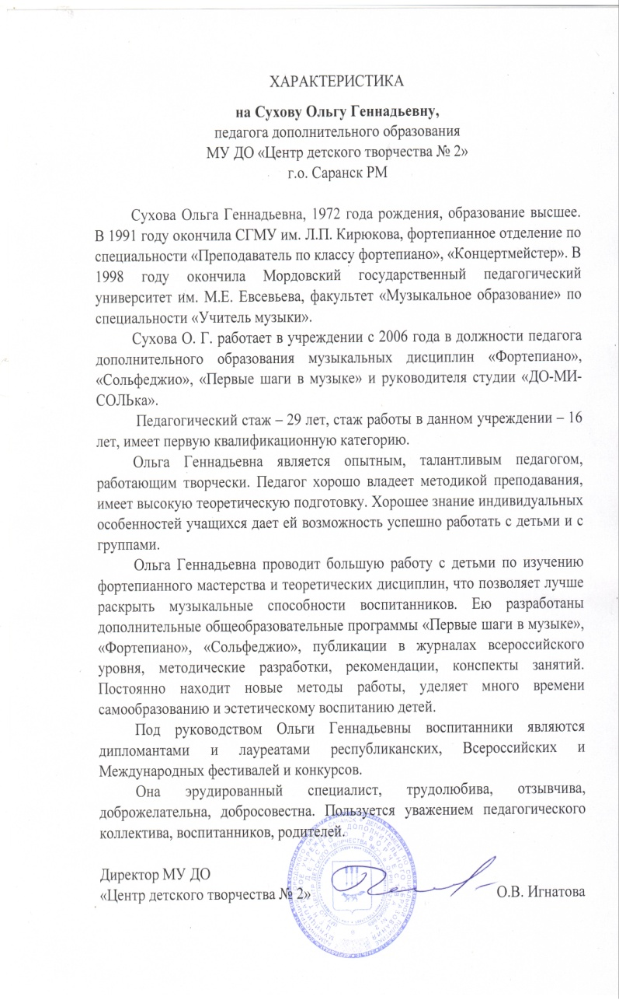 ХАРАКТЕРИСТИКА
на Сухову Ольгу Геннадьевну,
педагога дополнительного образования
МУ ДО «Центр детского творчества № 2»
г.о. Саранск РМ
Сухова Ольга Геннадьевна, 1972 года рождения, образование высшее.
В 1991 году окончила СГМУ им. Л.П. Кирюкова, фортепианное отделение по
специальности «Преподаватель по классу фортепиано», «Концертмейстер». В
1998 году окончила Мордовский государственный педагогический
университет им. М.Е. Евсевьева, факультет «Музыкальное образование» по
специальности «Учитель музыки».
Сухова О. Г. работает в учреждении с 2006 года в должности педагога
дополнительного образования музыкальных дисциплин «Фортепиано»,
«Сольфеджио», «Первые шаги в музыке» и руководителя студии «ДО-МИ-
СОЛЬка».
Педагогический стаж – 29 лет, стаж работы в данном учреждении – 16
лет, имеет первую квалификационную категорию.
Ольга Геннадьевна является опытным, талантливым педагогом,
работающим творчески. Педагог хорошо владеет методикой преподавания,
имеет высокую теоретическую подготовку. Хорошее знание индивидуальных
особенностей учащихся дает ей возможность успешно работать с детьми и с
группами.
Ольга Геннадьевна проводит большую работу с детьми по изучению
фортепианного мастерства и теоретических дисциплин, что позволяет лучше
раскрыть музыкальные способности воспитанников. Ею разработаны
дополнительные общеобразовательные программы «Первые шаги в музыке»,
«Фортепиано», «Сольфеджио», публикации в журналах всероссийского
уровня, методические разработки, рекомендации, конспекты занятий.
Постоянно находит новые методы работы, уделяет много времени
самообразованию и эстетическому воспитанию детей.
Под руководством Ольги Геннадьевны воспитанники являются
дипломантами и лауреатами республиканских, Всероссийских и
Международных фестивалей и конкурсов.
Она эрудированный специалист, трудолюбива, отзывчива,
доброжелательна, добросовестна. Пользуется уважением педагогического
коллектива, воспитанников, родителей.
Директор МУ ДО
«Центр детского творчества № 2» О.В. Игнатова